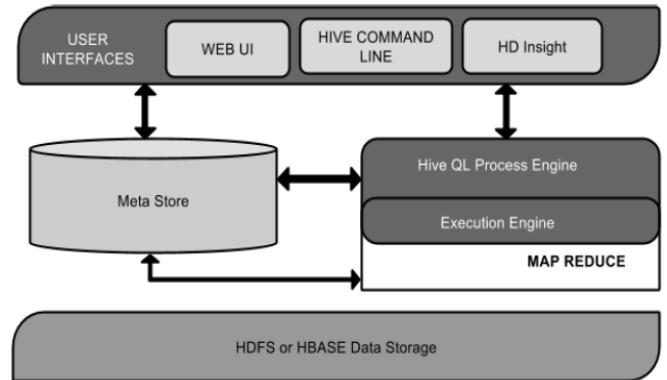 USER
INTERFACES
WEB UI
HIVE COMMAND
LINE
HD Insight
Meta Store
Hive QL Process Engine
Execution Engine
MAP REDUCE
HDFS or HBASE Data Storage